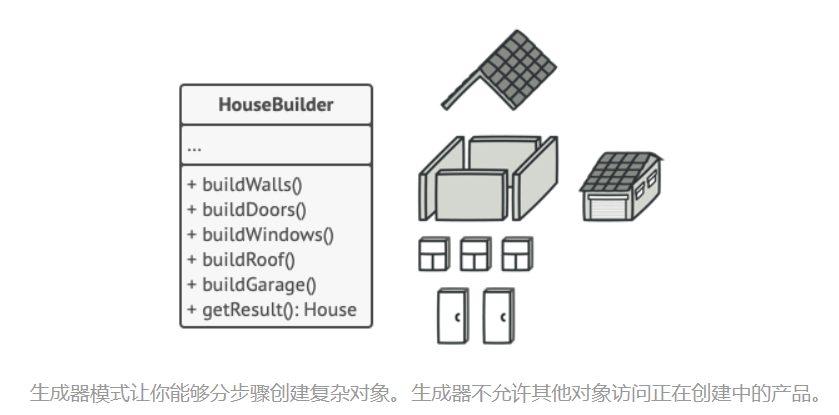 HouseBuilder
...
+ buildWalls()
+ buildDoors()
+ buildWindows()
+ buildRoof()
+ buildGarage()
+ getResult(): House
生成器模式让你能够分步骤创建复杂对象。生成器不允许其他对象访问正在创建中的产品。